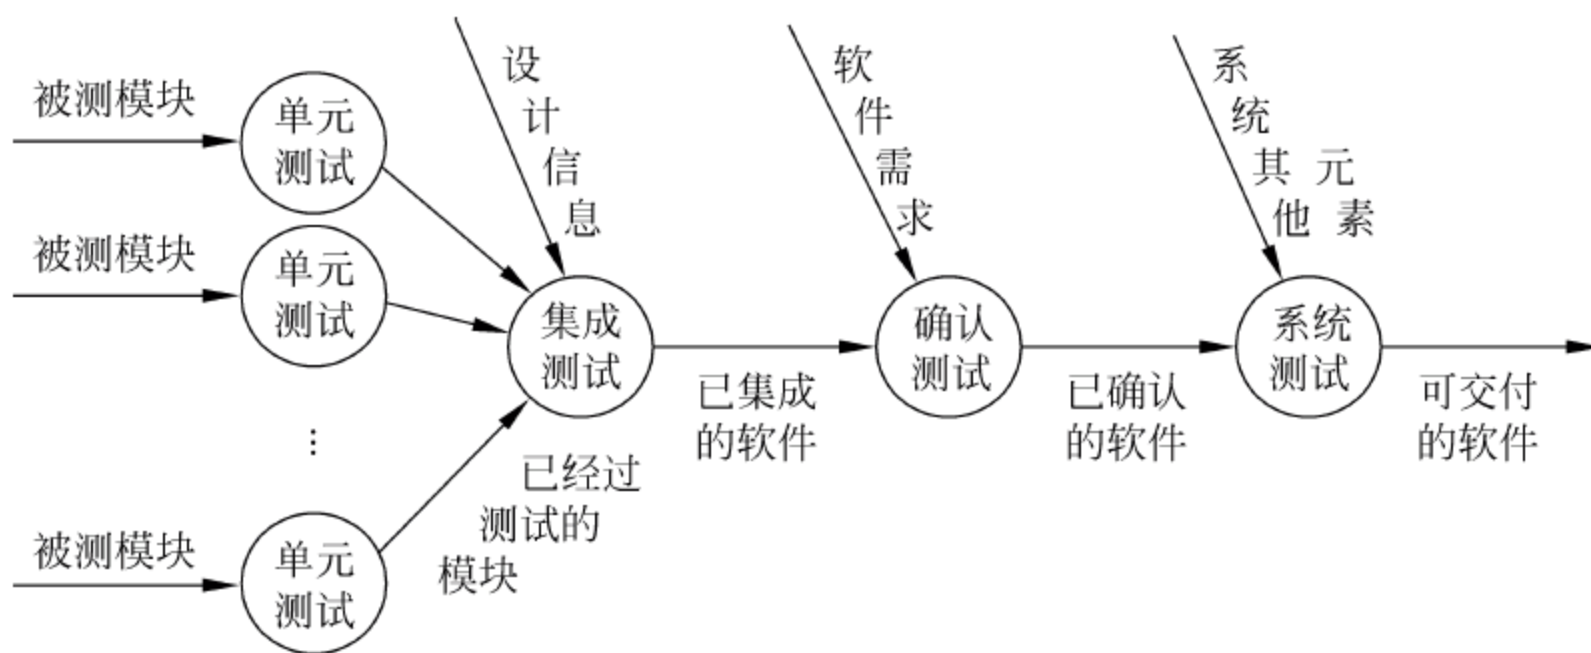 被测模块
单元
测试
被测模块
单元
测试
…
被测模块
单元
测试
设计信息
已经过
测试的
模块
集成
测试
已集成
的软件
软件需求
确认
测试
已确认
的软件
系统其他元素
系统
测试
可交付
的软件